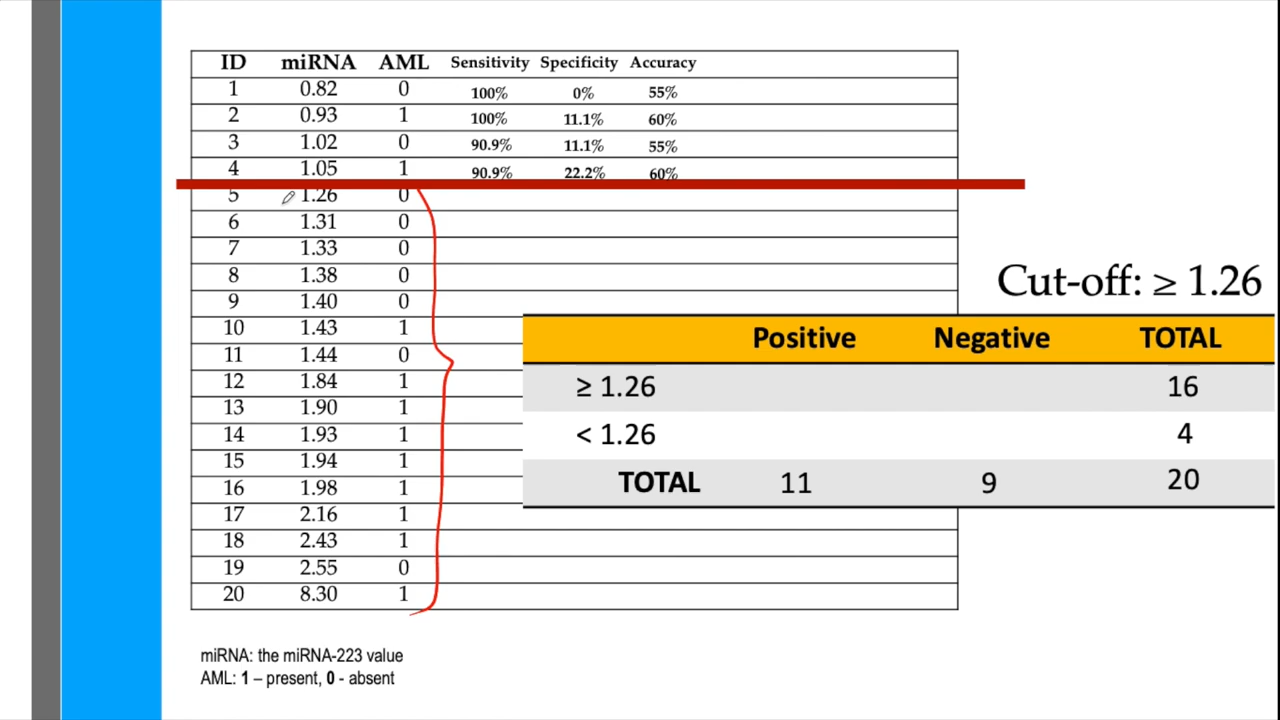 ID miRNA AML Sensitivity Specificity Accuracy
1 0.82 0 100% 0% 55%
2 0.93 1 100% 11.1% 60%
3 1.02 0 90.9% 11.1% 55%
4 1.05 1 90.9% 22.2% 60%
5 1.26 0
6 1.31 0
7 1.33 0
8 1.38 0
9 1.40 0
10 1.43 1
11 1.44 0
12 1.84 1
13 1.90 1
14 1.93 1
15 1.94 1
16 1.98 1
17 2.16 1
18 2.43 1
19 2.55 0
20 8.30 1
Cut-off: ≥ 1.26
Positive Negative TOTAL
≥ 1.26 16
< 1.26 4
TOTAL 11 9 20
miRNA: the miRNA-223 value
AML: 1 – present, 0 - absent